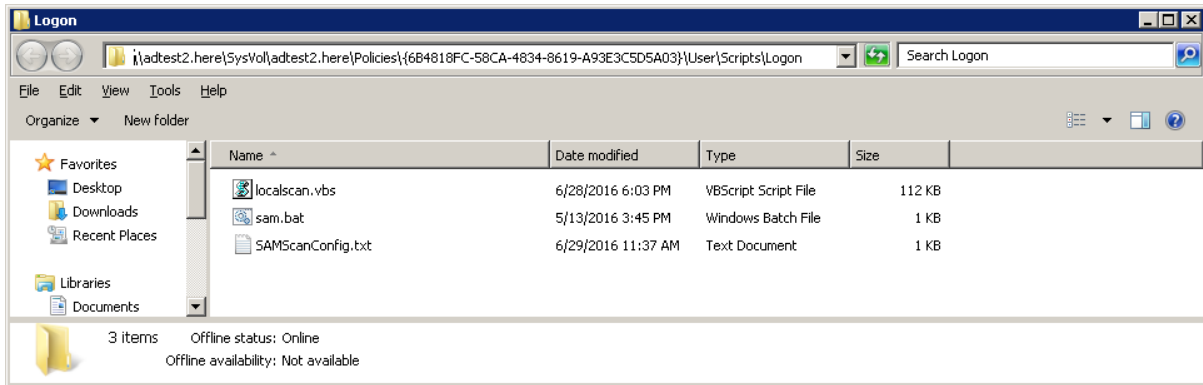 Logon
\\adtest2.here\SysVol\adtest2.here\Policies\{6B4818FC-58CA-4834-8619-A93E3C5D5A03}\User\Scripts\Logon
Search Logon
File Edit View Tools Help
Organize New folder
Favorites
Desktop
Downloads
Recent Places
Libraries
Documents
Name Date modified Type Size
localscan.vbs 6/28/2016 6:03 PM VBScript Script File 112 KB
sam.bat 5/13/2016 3:45 PM Windows Batch File 1 KB
SAMScanConfig.txt 6/29/2016 11:37 AM Text Document 1 KB
3 items Offline status: Online
Offline availability: Not available